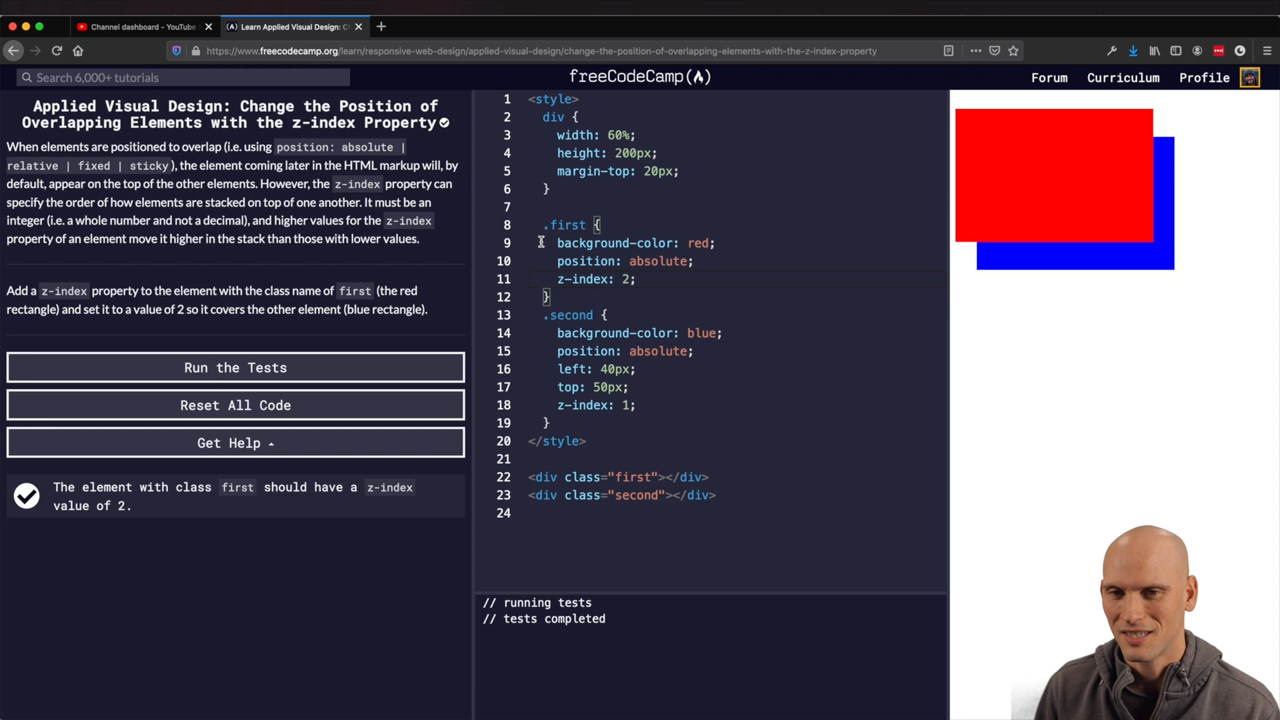 Channel dashboard - YouTube
Learn Applied Visual Design: C
https://www.freecodecamp.org/learn/responsive-web-design/applied-visual-design/change-the-position-of-overlapping-elements-with-the-z-index-property
Search 6,000+ tutorials
freeCodeCamp
Forum
Curriculum
Profile
Applied Visual Design: Change the Position of
Overlapping Elements with the z-index Property
When elements are positioned to overlap (i.e. using position: absolute |
relative | fixed | sticky), the element coming later in the HTML markup will, by
default, appear on the top of the other elements. However, the z-index property can
specify the order of how elements are stacked on top of one another. It must be an
integer (i.e. a whole number and not a decimal), and higher values for the z-index
property of an element move it higher in the stack than those with lower values.
Add a z-index property to the element with the class name of first (the red
rectangle) and set it to a value of 2 so it covers the other element (blue rectangle).
Run the Tests
Reset All Code
Get Help
The element with class first should have a z-index
value of 2.
1 <style>
2 div {
3 width: 60%;
4 height: 200px;
5 margin-top: 20px;
6 }
7
8 .first {
9 background-color: red;
10 position: absolute;
11 z-index: 2;
12 }
13 .second {
14 background-color: blue;
15 position: absolute;
16 left: 40px;
17 top: 50px;
18 z-index: 1;
19 }
20 </style>
21
22 <div class="first"></div>
23 <div class="second"></div>
24
// running tests
// tests completed